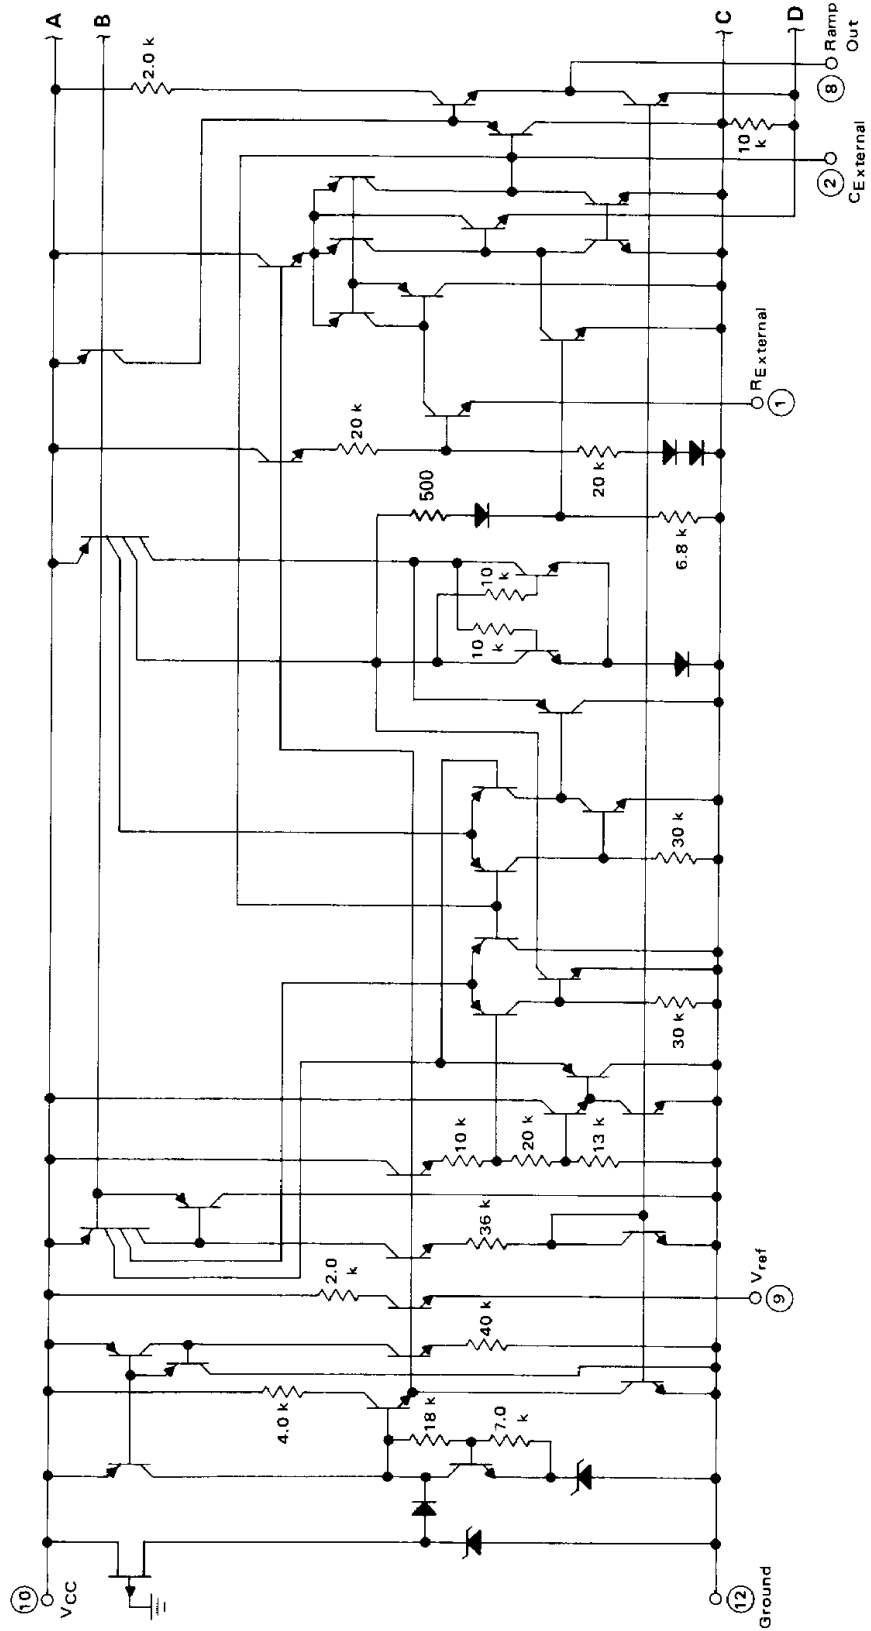 A
B
C
D
2.0 k
Ramp
Out
8
10
k
2
CExternal
RExternal
1
20 k
20 k
500
6.8 k
10
k
10
k
30 k
30 k
10 k
20 k
13 k
36 k
2.0
k
Vref
9
40 k
4.0 k
18 k
7.0
k
10
VCC
12
Ground